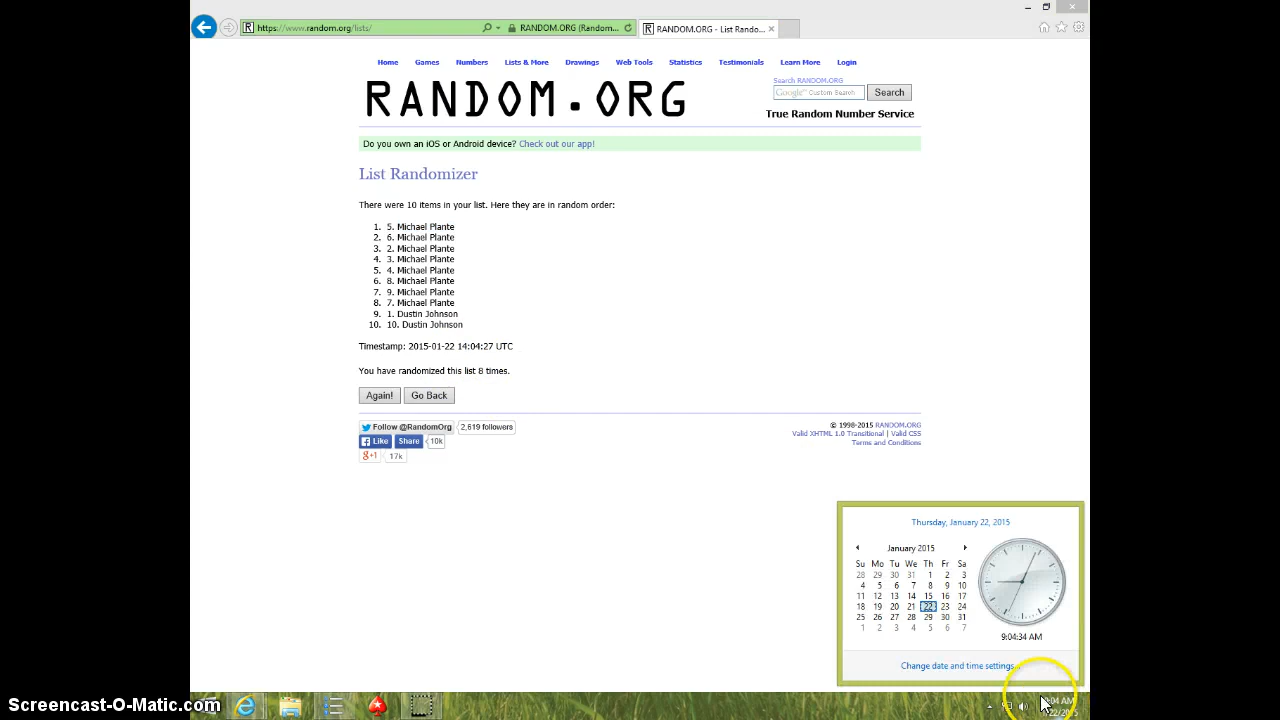 https://www.random.org/lists/
RANDOM.ORG (Random...
RANDOM.ORG - List Rando...
Home Games Numbers Lists & More Drawings Web Tools Statistics Testimonials Learn More Login
RANDOM.ORG
Search RANDOM.ORG
Google™ Custom Search
Search
True Random Number Service
Do you own an iOS or Android device? Check out our app!
List Randomizer
There were 10 items in your list. Here they are in random order:
1. 5. Michael Plante
2. 6. Michael Plante
3. 2. Michael Plante
4. 3. Michael Plante
5. 4. Michael Plante
6. 8. Michael Plante
7. 9. Michael Plante
8. 7. Michael Plante
9. 1. Dustin Johnson
10. 10. Dustin Johnson
Timestamp: 2015-01-22 14:04:27 UTC
You have randomized this list 8 times.
Again! Go Back
Follow @RandomOrg 2,619 followers
Like Share 10k
g+1 17k
© 1998-2015 RANDOM.ORG
Valid XHTML 1.0 Transitional | Valid CSS
Terms and Conditions
Thursday, January 22, 2015
January 2015
Su Mo Tu We Th Fr Sa
28 29 30 31 1 2 3
4 5 6 7 8 9 10
11 12 13 14 15 16 17
18 19 20 21 22 23 24
25 26 27 28 29 30 31
1 2 3 4 5 6 7
9:04:34 AM
Change date and time settings...
AM
Screencast-O-Matic.com